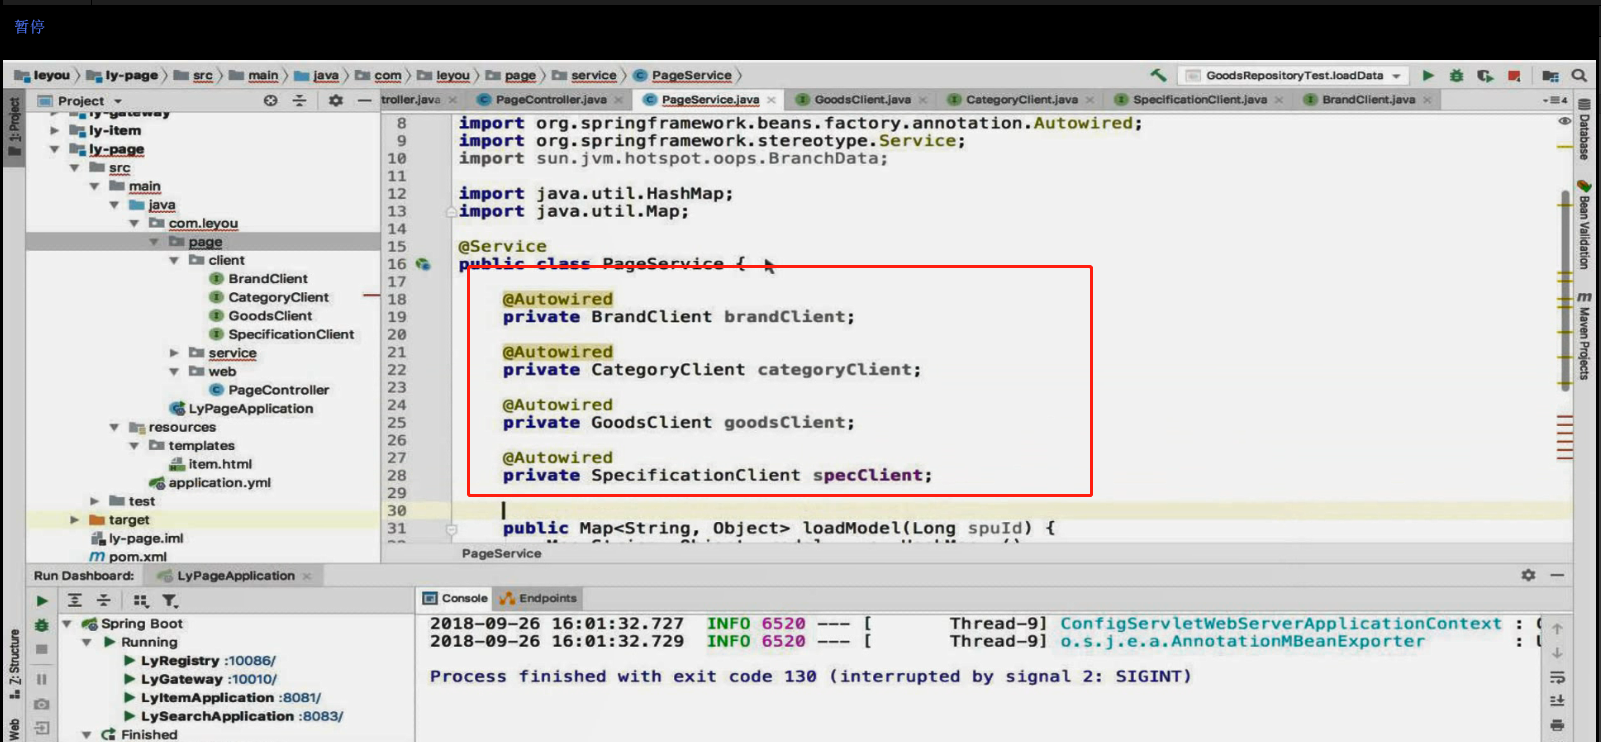 暂停
leyou ly-page src main java com leyou page service PageService GoodsRepositoryTest.loadData
Project troller.java PageController.java PageService.java GoodsClient.java CategoryClient.java SpecificationClient.java BrandClient.java 4
1: Project
ly-gateway
ly-item
ly-page
src
main
java
com.leyou
page
client
BrandClient
CategoryClient
GoodsClient
SpecificationClient
service
web
PageController
LyPageApplication
resources
templates
item.html
application.yml
test
target
ly-page.iml
pom.xml
8 import org.springframework.beans.factory.annotation.Autowired;
9 import org.springframework.stereotype.Service;
10 import sun.jvm.hotspot.oops.BranchData;
11
12 import java.util.HashMap;
13 import java.util.Map;
14
15 @Service
16 public class PageService {
17
18 @Autowired
19 private BrandClient brandClient;
20
21 @Autowired
22 private CategoryClient categoryClient;
23
24 @Autowired
25 private GoodsClient goodsClient;
26
27 @Autowired
28 private SpecificationClient specClient;
29
30
31 public Map<String, Object> loadModel(Long spuId) {
PageService
Database
Bean Validation
Maven Projects
Run Dashboard: LyPageApplication
Console Endpoints
Spring Boot
Running
LyRegistry :10086/
LyGateway :10010/
LyItemApplication :8081/
LySearchApplication :8083/
Finished
Z: Structure
Web
2018-09-26 16:01:32.727 INFO 6520 --- [ Thread-9] ConfigServletWebServerApplicationContext :
2018-09-26 16:01:32.729 INFO 6520 --- [ Thread-9] o.s.j.e.a.AnnotationMBeanExporter :
Process finished with exit code 130 (interrupted by signal 2: SIGINT)